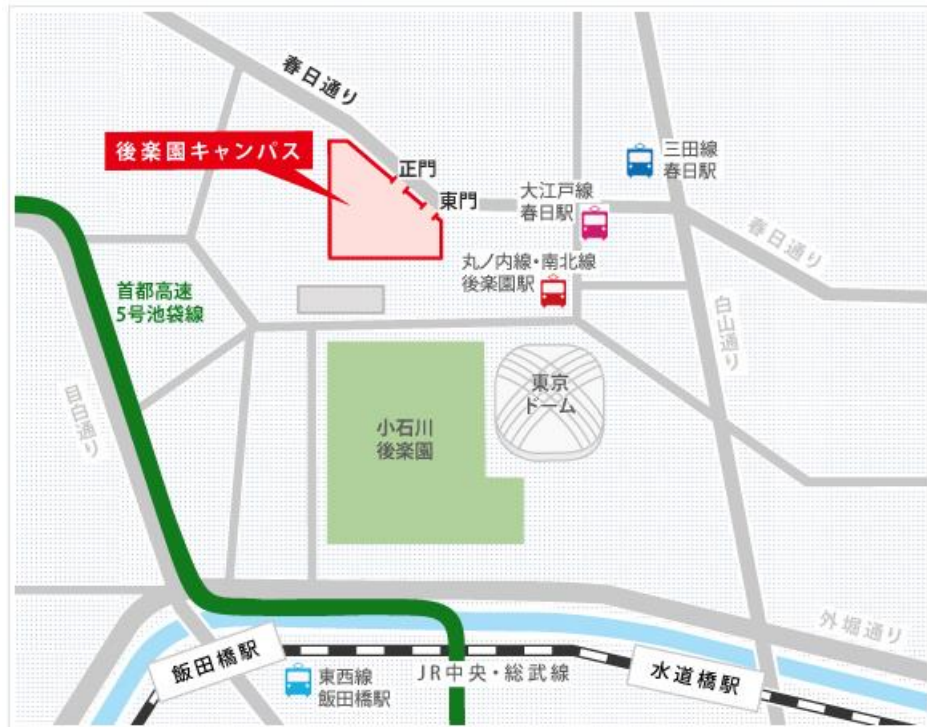 春日通り
後楽園キャンパス
正門
東門
三田線
春日駅
大江戸線
春日駅
春日通り
丸ノ内線・南北線
後楽園駅
首都高速
5号池袋線
白山通り
目白通り
東京
ドーム
小石川
後楽園
外堀通り
飯田橋駅
東西線
飯田橋駅
JR中央・総武線
水道橋駅